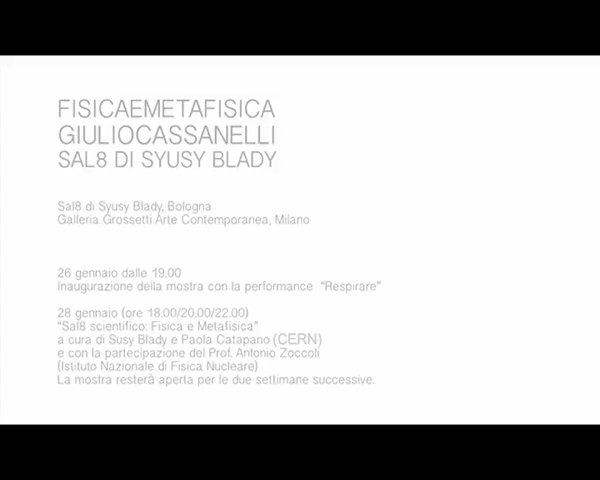 FISICAEMETAFISICA
GIULIOCASSANELLI
SAL8 DI SYUSY BLADY
Sal8 di Syusy Blady, Bologna
Galleria Grossetti Arte Contemporanea, Milano
26 gennaio dalle 19.00
Inaugurazione della mostra con la performance "Respirare"
28 gennaio (ore 18.00/20,00/22.00)
"Sal8 scientifico: Fisica e Metafisica"
a cura di Susy Blady e Paola Catapano (CERN)
e con la partecipazione del Prof. Antonio Zoccoli
(Istituto Nazionale di Fisica Nucleare)
La mostra resterà aperta per le due settimane successive.